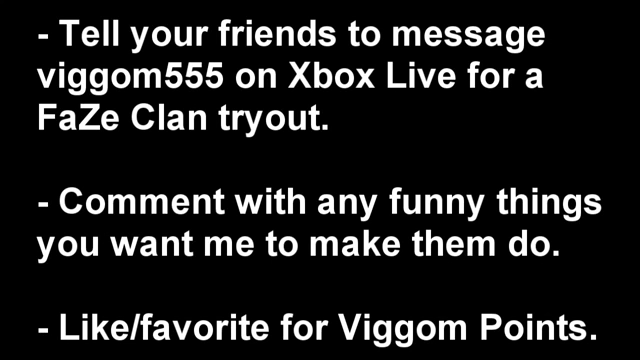 - Tell your friends to message
viggom555 on Xbox Live for a
FaZe Clan tryout.
- Comment with any funny things
you want me to make them do.
- Like/favorite for Viggom Points.